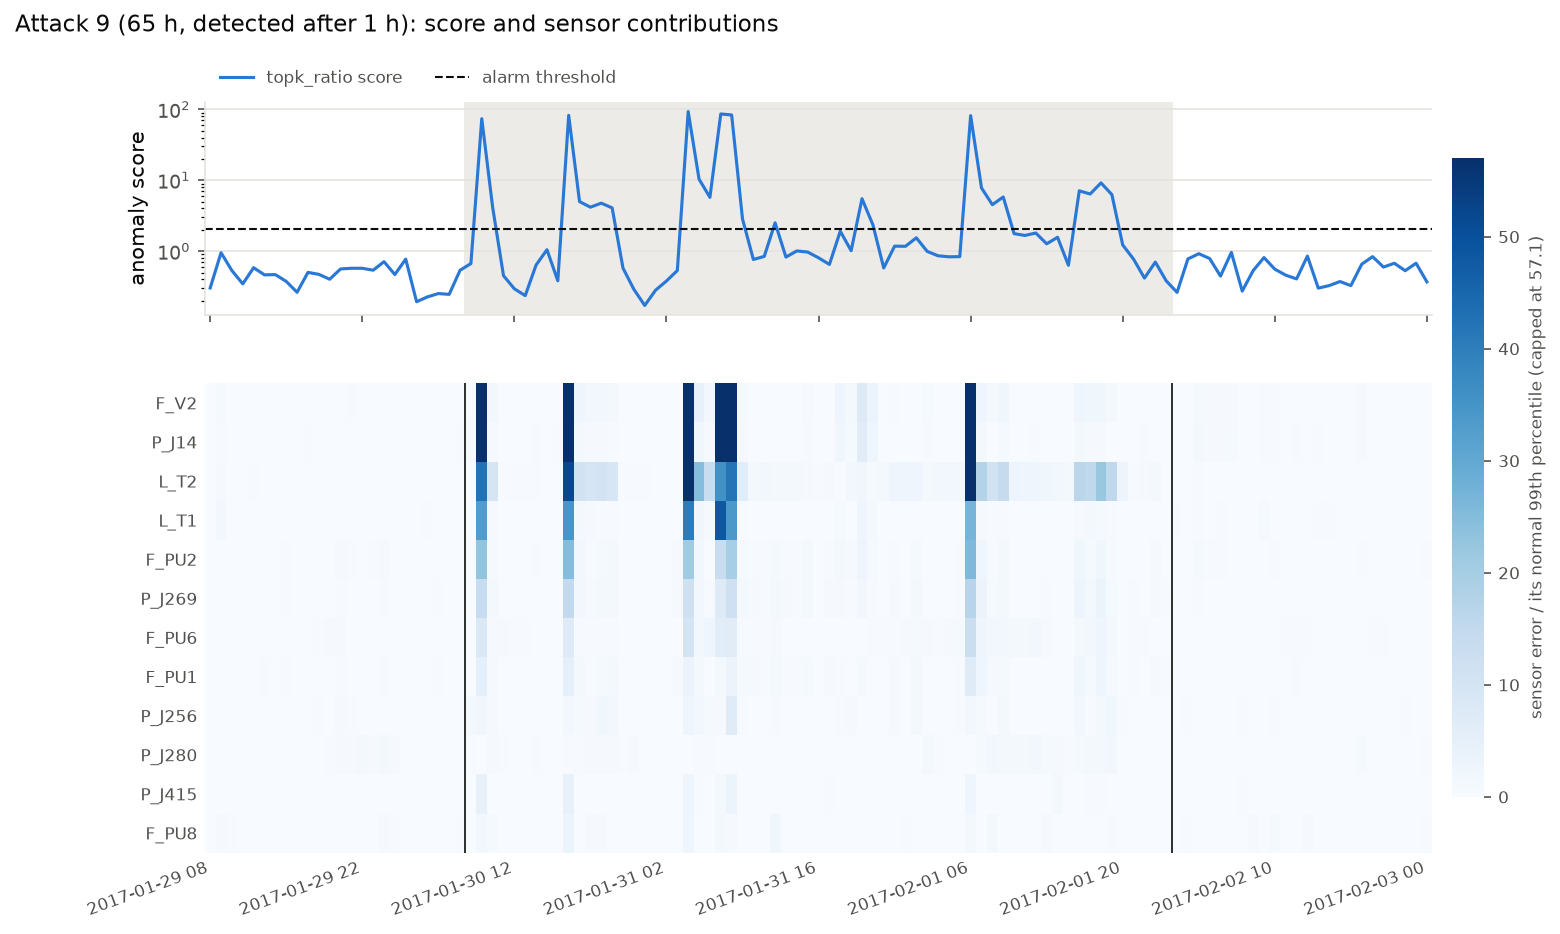 Attack 9 (65 h, detected after 1 h): score and sensor contributions
topk_ratio score
alarm threshold
anomaly score
10²
10¹
10⁰
F_V2
P_J14
L_T2
L_T1
F_PU2
P_J269
F_PU6
F_PU1
P_J256
P_J280
P_J415
F_PU8
2017-01-29 08
2017-01-29 22
2017-01-30 12
2017-01-31 02
2017-01-31 16
2017-02-01 06
2017-02-01 20
2017-02-02 10
2017-02-03 00
50
40
30
20
10
0
sensor error / its normal 99th percentile (capped at 57.1)